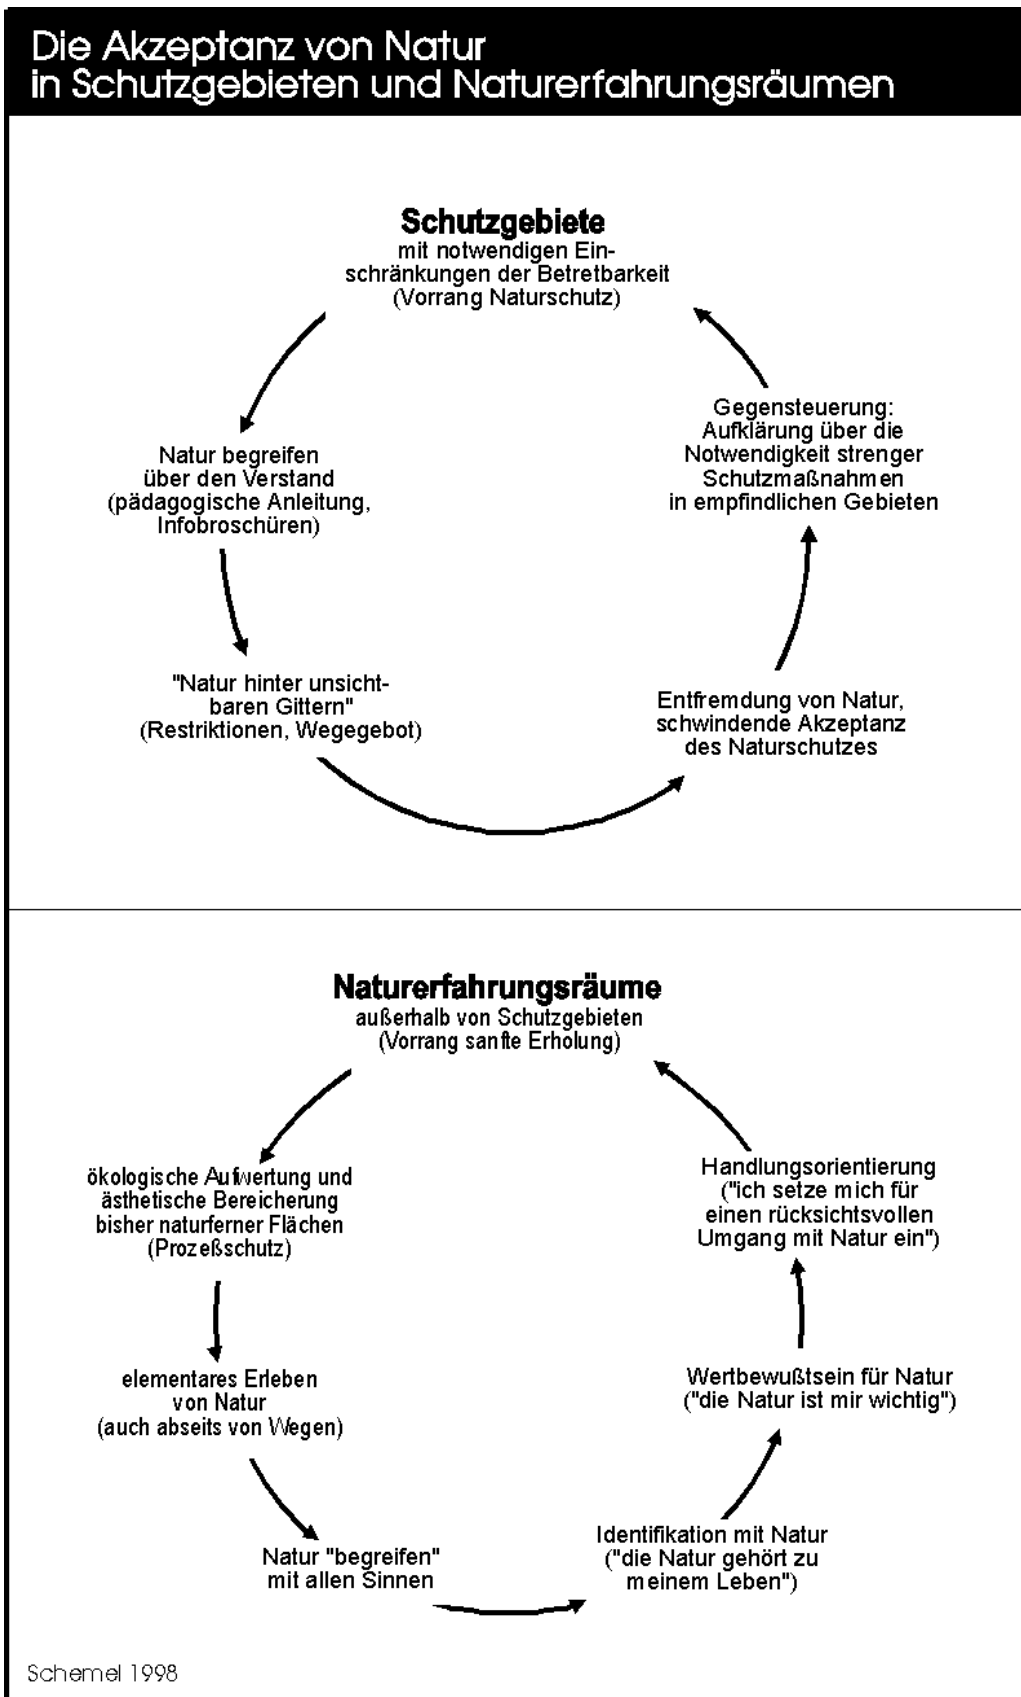 Die Akzeptanz von Natur
in Schutzgebieten und Naturerfahrungsräumen
Schutzgebiete
mit notwendigen Ein-
schränkungen der Betretbarkeit
(Vorrang Naturschutz)
Natur begreifen
über den Verstand
(pädagogische Anleitung,
Infobroschüren)
"Natur hinter unsicht-
baren Gittern"
(Restriktionen, Wegegebot)
Entfremdung von Natur,
schwindende Akzeptanz
des Naturschutzes
Gegensteuerung:
Aufklärung über die
Notwendigkeit strenger
Schutzmaßnahmen
in empfindlichen Gebieten
Naturerfahrungsräume
außerhalb von Schutzgebieten
(Vorrang sanfte Erholung)
ökologische Aufwertung und
ästhetische Bereicherung
bisher naturferner Flächen
(Prozeßschutz)
elementares Erleben
von Natur
(auch abseits von Wegen)
Natur "begreifen"
mit allen Sinnen
Identifikation mit Natur
("die Natur gehört zu
meinem Leben")
Wertbewußtsein für Natur
("die Natur ist mir wichtig")
Handlungsorientierung
("ich setze mich für
einen rücksichtsvollen
Umgang mit Natur ein")
Schemel 1998